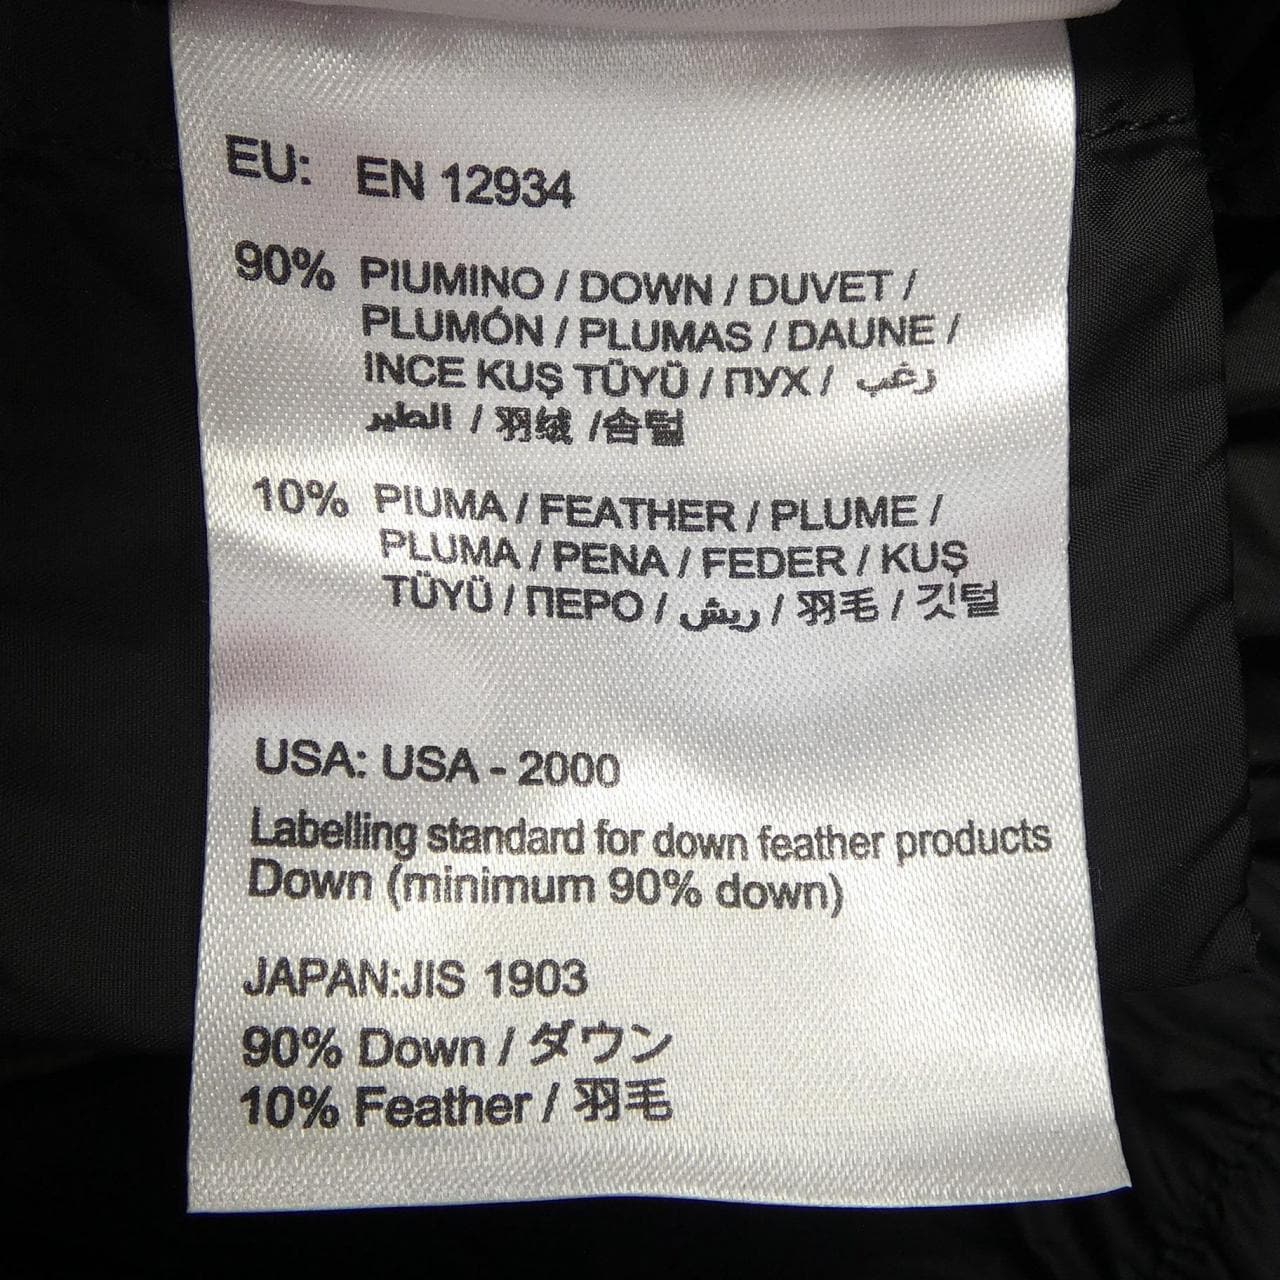 EU: EN 12934
90% PIUMINO / DOWN / DUVET /
PLUMÓN / PLUMAS / DAUNE /
INCE KUŞ TÜYÜ / ПУХ / زغب
الطير / 羽绒 /솜털
10% PIUMA / FEATHER / PLUME /
PLUMA / PENA / FEDER / KUŞ
TÜYÜ / ПЕРО / ريش / 羽毛 / 깃털
USA: USA - 2000
Labelling standard for down feather products
Down (minimum 90% down)
JAPAN:JIS 1903
90% Down / ダウン
10% Feather / 羽毛